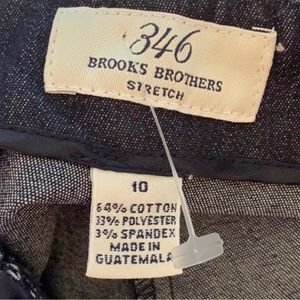 346
BROOKS BROTHERS
STRETCH
10
64% COTTON
33% POLYESTER
3% SPANDEX
MADE IN
GUATEMALA